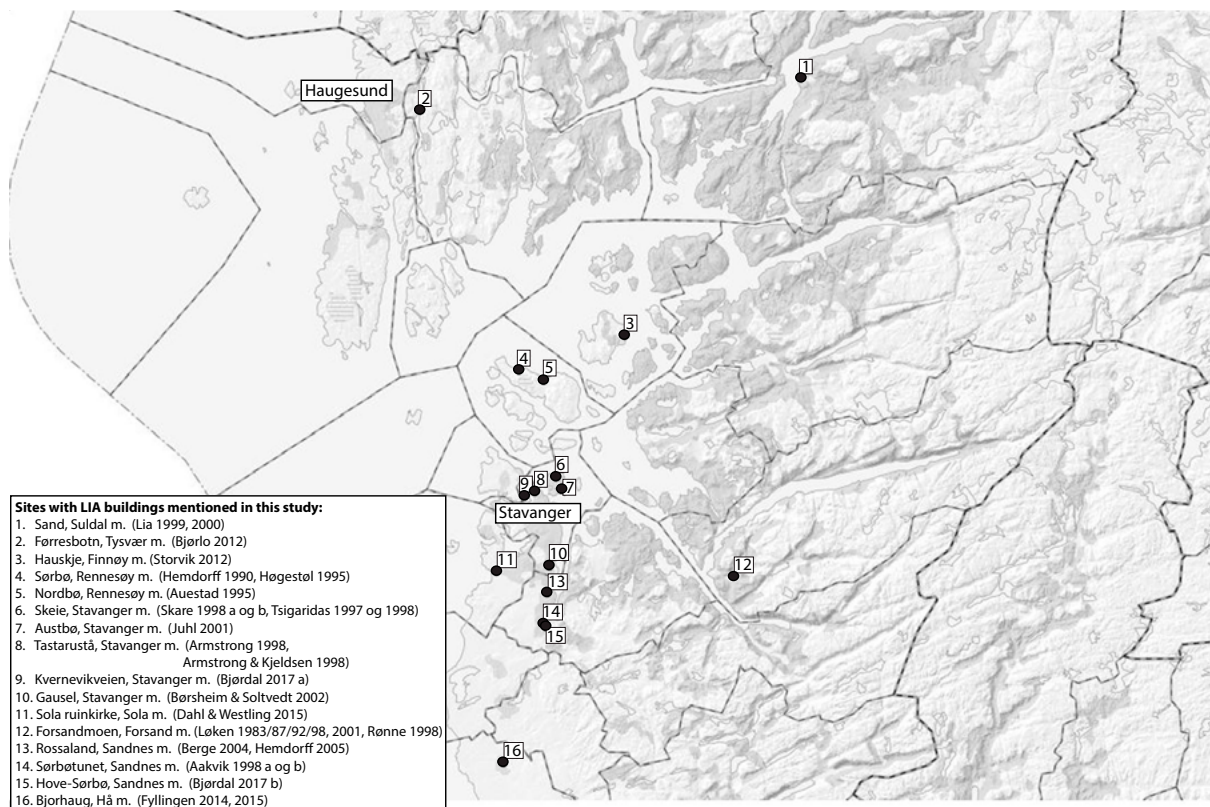 Haugesund
1
2
3
4
5
6
7
8
9
Stavanger
10
11
12
13
14
15
16
Sites with LIA buildings mentioned in this study:
1. Sand, Suldal m. (Lia 1999, 2000)
2. Førresbotn, Tysvær m. (Bjørlo 2012)
3. Hauskje, Finnøy m. (Storvik 2012)
4. Sørbø, Rennesøy m. (Hemdorff 1990, Høgestøl 1995)
5. Nordbø, Rennesøy m. (Auestad 1995)
6. Skeie, Stavanger m. (Skare 1998 a og b, Tsigaridas 1997 og 1998)
7. Austbø, Stavanger m. (Juhl 2001)
8. Tastarustå, Stavanger m. (Armstrong 1998,
Armstrong & Kjeldsen 1998)
9. Kvernevikveien, Stavanger m. (Bjørdal 2017 a)
10. Gausel, Stavanger m. (Børsheim & Soltvedt 2002)
11. Sola ruinkirke, Sola m. (Dahl & Westling 2015)
12. Forsandmoen, Forsand m. (Løken 1983/87/92/98, 2001, Rønne 1998)
13. Rossaland, Sandnes m. (Berge 2004, Hemdorff 2005)
14. Sørbøtunet, Sandnes m. (Aakvik 1998 a og b)
15. Hove-Sørbø, Sandnes m. (Bjørdal 2017 b)
16. Bjorhaug, Hå m. (Fyllingen 2014, 2015)